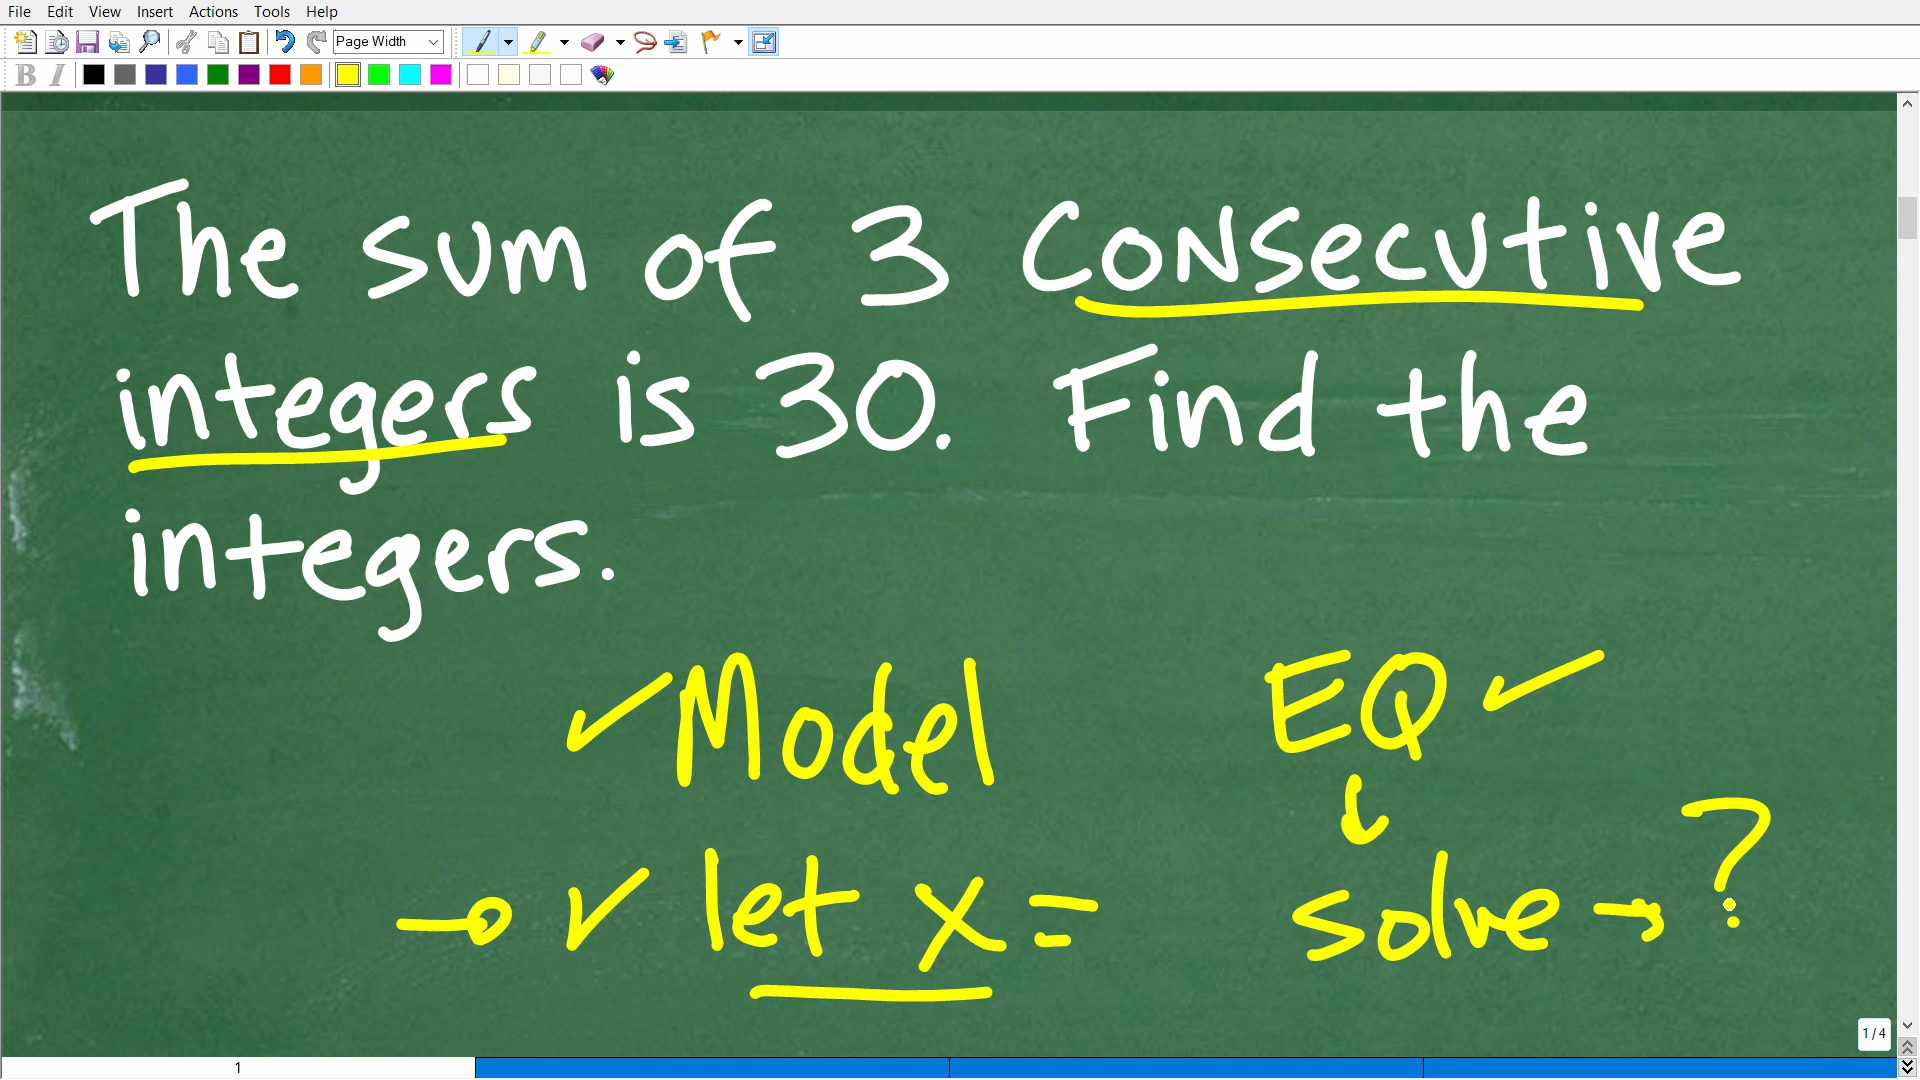 File Edit View Insert Actions Tools Help
Page Width
B I
The sum of 3 Consecutive
integers is 30. Find the
integers.
✓Model EQ✓
✓ let x = solve → ?
1 / 4
1